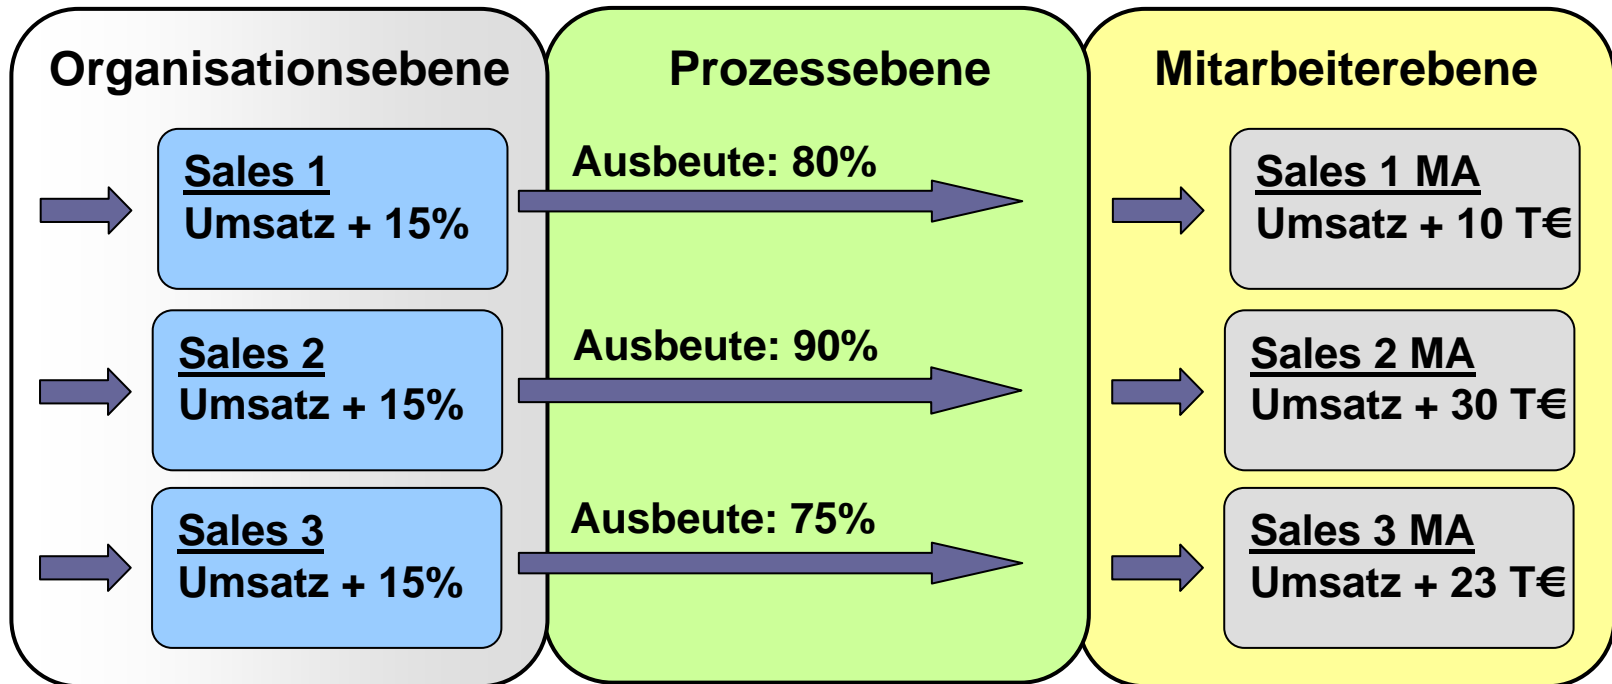 Organisationsebene
Prozessebene
Mitarbeiterebene
Sales 1
Umsatz + 15%
Ausbeute: 80%
Sales 1 MA
Umsatz + 10 T€
Sales 2
Umsatz + 15%
Ausbeute: 90%
Sales 2 MA
Umsatz + 30 T€
Sales 3
Umsatz + 15%
Ausbeute: 75%
Sales 3 MA
Umsatz + 23 T€